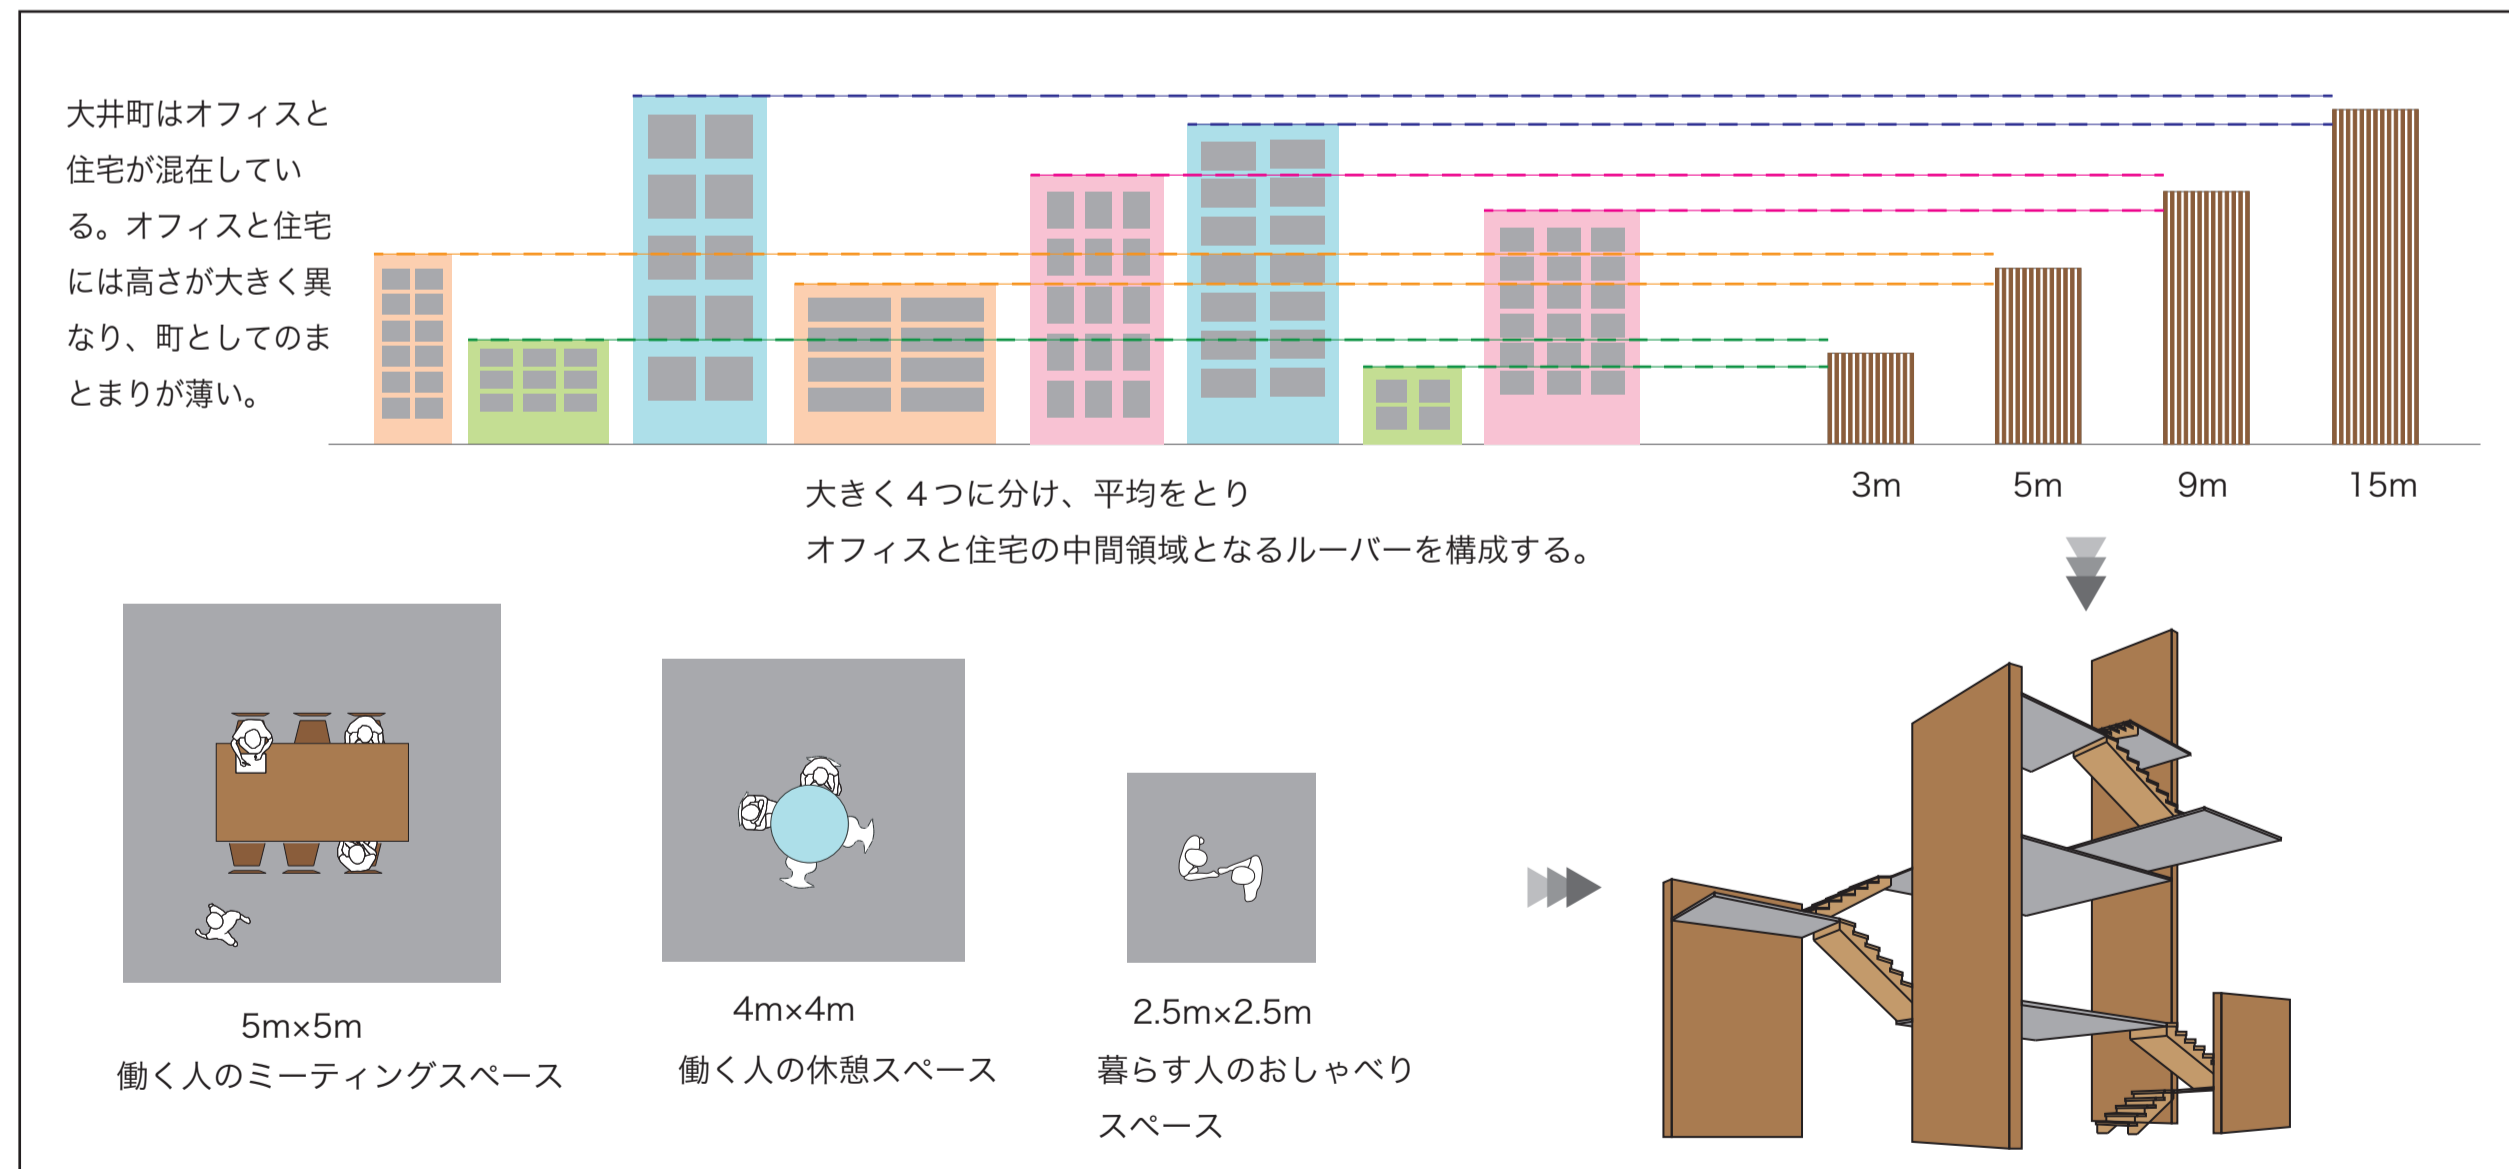 大井町はオフィスと
住宅が混在してい
る。オフィスと住宅
には高さが大きく異
なり、町としてのま
とまりが薄い。
3m
5m
9m
15m
大きく４つに分け、平均をとり
オフィスと住宅の中間領域となるルーバーを構成する。
5m×5m
働く人のミーティングスペース
4m×4m
働く人の休憩スペース
2.5m×2.5m
暮らす人のおしゃべり
スペース